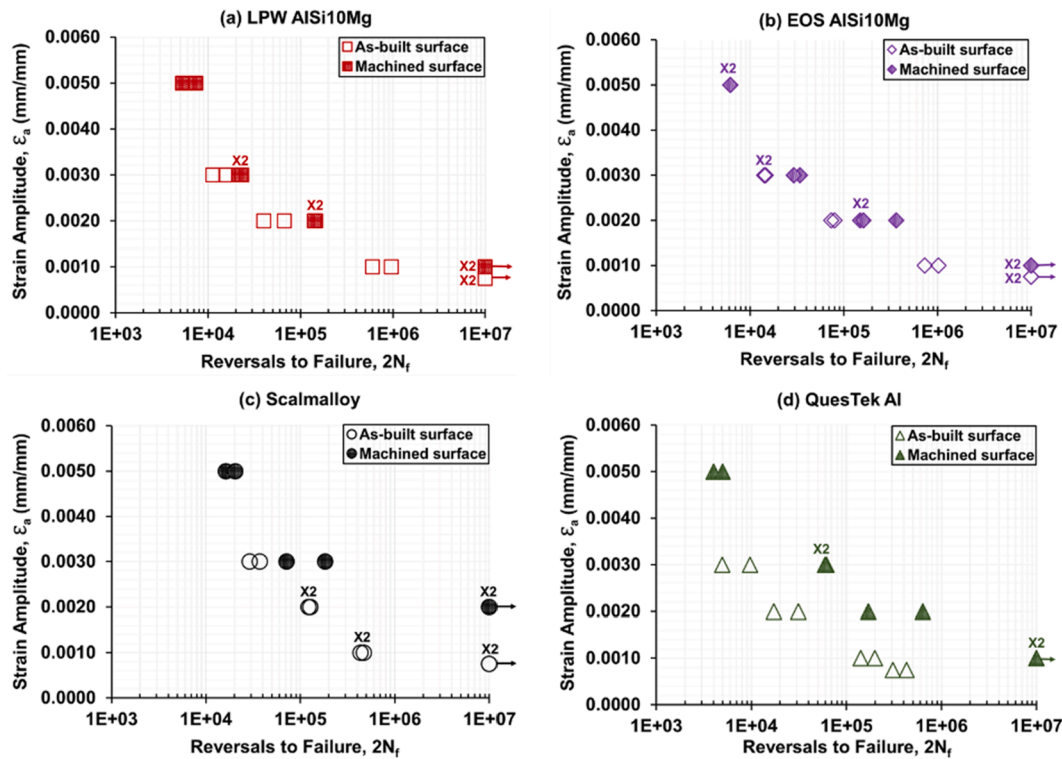 (a) LPW AlSi10Mg
Strain Amplitude, εa (mm/mm)
0.0060
0.0050
0.0040
0.0030
0.0020
0.0010
0.0000
As-built surface
Machined surface
X2
X2
X2
X2
1E+03 1E+04 1E+05 1E+06 1E+07
Reversals to Failure, 2Nf
(b) EOS AlSi10Mg
Strain Amplitude, εa (mm/mm)
0.0060
0.0050
0.0040
0.0030
0.0020
0.0010
0.0000
As-built surface
Machined surface
X2
X2
X2
X2
X2
1E+03 1E+04 1E+05 1E+06 1E+07
Reversals to Failure, 2Nf
(c) Scalmalloy
Strain Amplitude, εa (mm/mm)
0.0060
0.0050
0.0040
0.0030
0.0020
0.0010
0.0000
As-built surface
Machined surface
X2
X2
X2
X2
1E+03 1E+04 1E+05 1E+06 1E+07
Reversals to Failure, 2Nf
(d) QuesTek Al
Strain Amplitude, εa (mm/mm)
0.0060
0.0050
0.0040
0.0030
0.0020
0.0010
0.0000
As-built surface
Machined surface
X2
X2
1E+03 1E+04 1E+05 1E+06 1E+07
Reversals to Failure, 2Nf